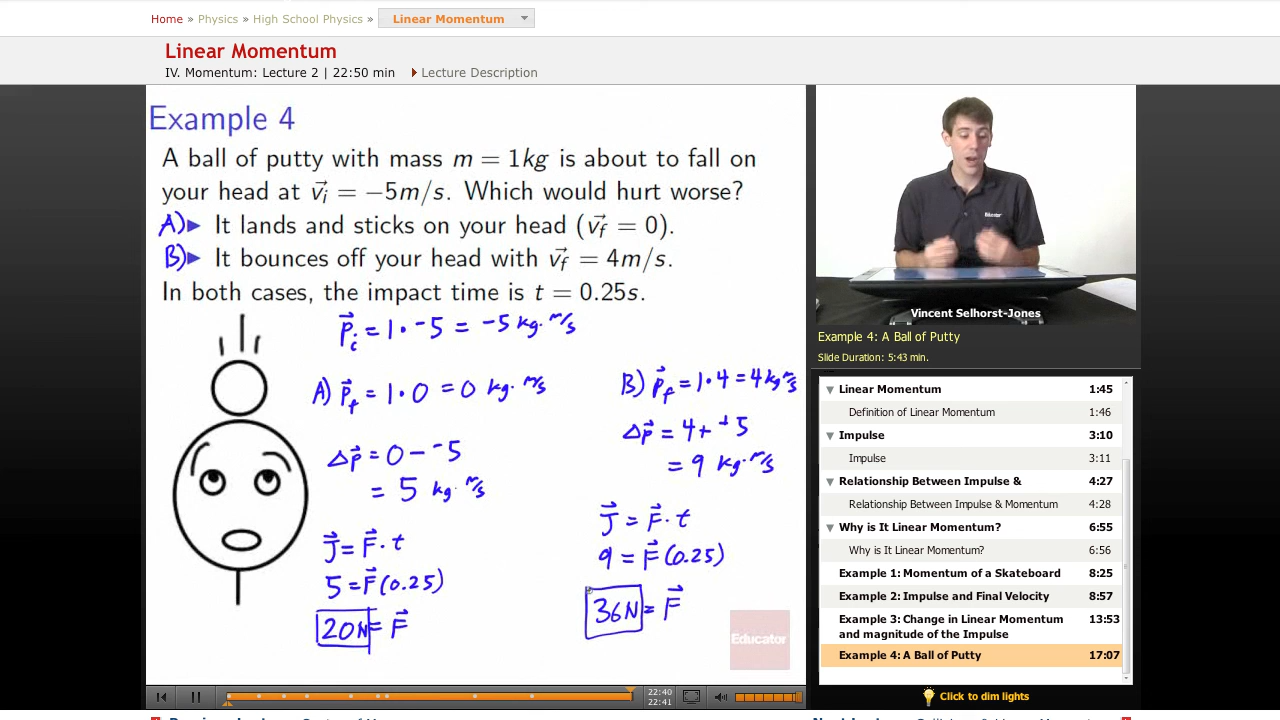 Home » Physics » High School Physics » Linear Momentum
Linear Momentum
IV. Momentum: Lecture 2 | 22:50 min Lecture Description
Example 4
A ball of putty with mass m = 1kg is about to fall on
your head at v⃗ᵢ = −5m/s. Which would hurt worse?
A) It lands and sticks on your head (v⃗f = 0).
B) It bounces off your head with v⃗f = 4m/s.
In both cases, the impact time is t = 0.25s.
P⃗ᵢ = 1 · -5 = -5 kg · m/s
A) P⃗f = 1 · 0 = 0 kg · m/s
ΔP⃗ = 0 - -5
= 5 kg · m/s
J⃗ = F⃗ · t
5 = F⃗ (0.25)
20N = F⃗
B) P⃗f = 1 · 4 = 4 kg m/s
ΔP⃗ = 4 + +5
= 9 kg · m/s
J⃗ = F⃗ · t
9 = F⃗ (0.25)
36N = F⃗
Educator
22:40
22:41
Educator
Vincent Selhorst-Jones
Example 4: A Ball of Putty
Slide Duration: 5:43 min.
Linear Momentum 1:45
Definition of Linear Momentum 1:46
Impulse 3:10
Impulse 3:11
Relationship Between Impulse & 4:27
Relationship Between Impulse & Momentum 4:28
Why is It Linear Momentum? 6:55
Why is It Linear Momentum? 6:56
Example 1: Momentum of a Skateboard 8:25
Example 2: Impulse and Final Velocity 8:57
Example 3: Change in Linear Momentum 13:53
and magnitude of the Impulse
Example 4: A Ball of Putty 17:07
Click to dim lights